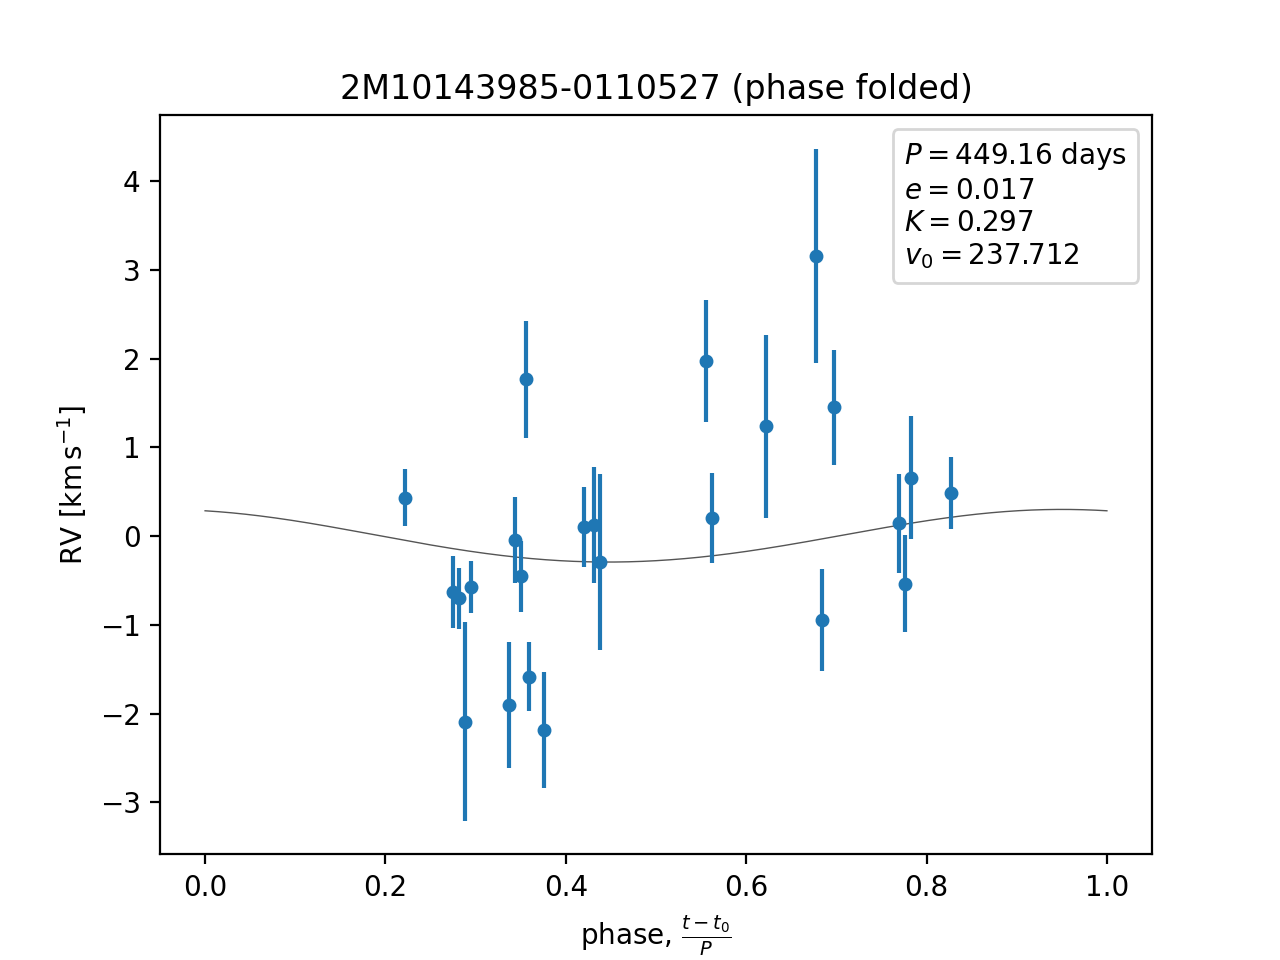 2M10143985-0110527 (phase folded)
P = 449.16 days
e = 0.017
K = 0.297
v₀ = 237.712
4
3
2
1
0
−1
−2
−3
RV [km s⁻¹]
0.0 0.2 0.4 0.6 0.8 1.0
phase, (t − t₀)/P